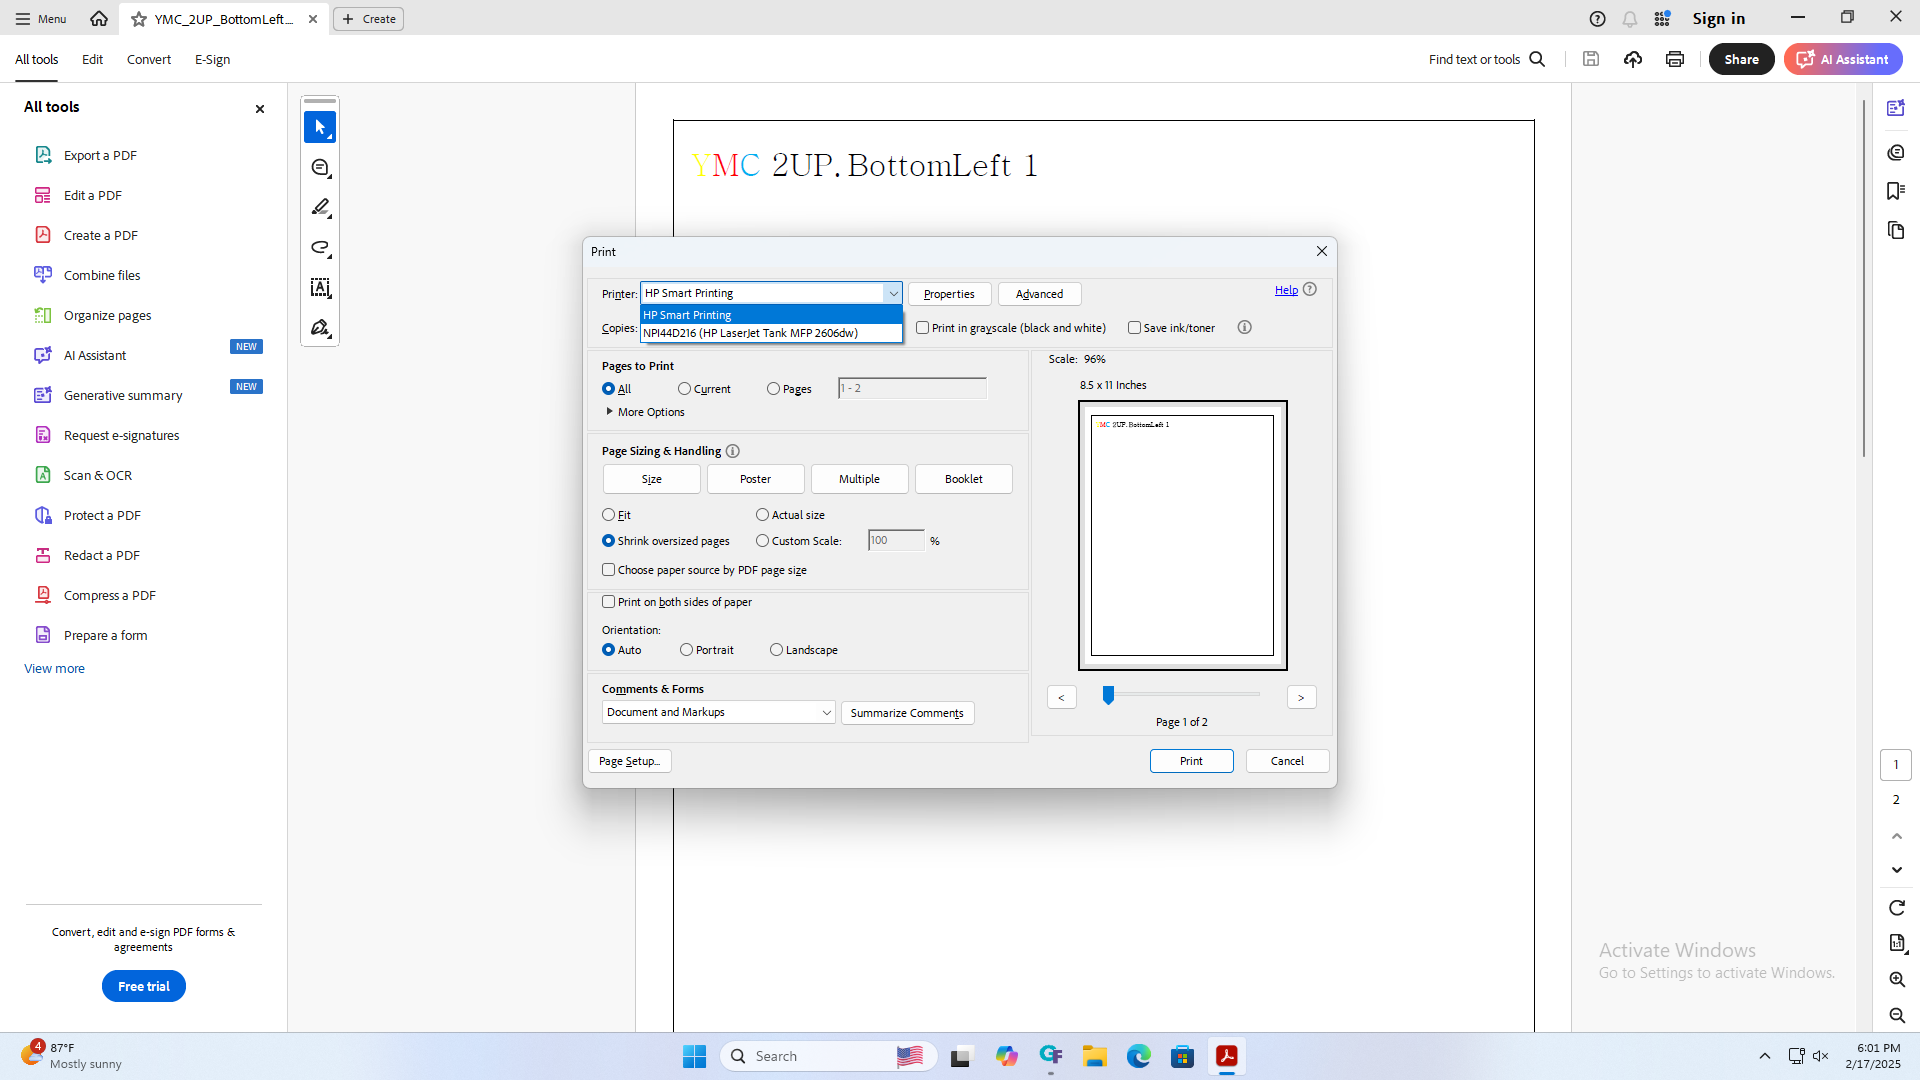 Menu
YMC_2UP_BottomLeft...
Create
Sign in
All tools
Edit
Convert
E-Sign
Find text or tools
Share
AI Assistant
All tools
Export a PDF
Edit a PDF
Create a PDF
Combine files
Organize pages
AI Assistant
NEW
Generative summary
NEW
Request e-signatures
Scan & OCR
Protect a PDF
Redact a PDF
Compress a PDF
Prepare a form
View more
Convert, edit and e-sign PDF forms &
agreements
Free trial
YMC 2UP.BottomLeft 1
Print
Printer:
HP Smart Printing
Properties
Advanced
Help
HP Smart Printing
NPI44D216 (HP LaserJet Tank MFP 2606dw)
Copies:
Print in grayscale (black and white)
Save ink/toner
Pages to Print
All
Current
Pages
1 - 2
More Options
Page Sizing & Handling
Size
Poster
Multiple
Booklet
Fit
Actual size
Shrink oversized pages
Custom Scale:
100
%
Choose paper source by PDF page size
Print on both sides of paper
Orientation:
Auto
Portrait
Landscape
Comments & Forms
Document and Markups
Summarize Comments
Page Setup...
Scale: 96%
8.5 x 11 Inches
YMC 2UP.BottomLeft 1
<
>
Page 1 of 2
Print
Cancel
1
2
1:1
Activate Windows
Go to Settings to activate Windows.
4
87°F
Mostly sunny
Search
6:01 PM
2/17/2025